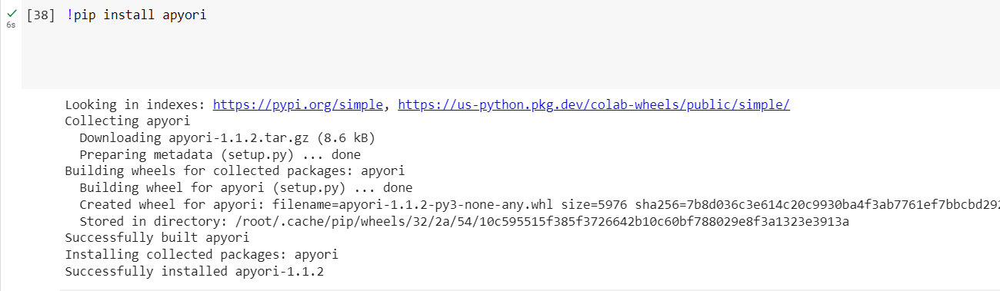 [38] !pip install apyori
6s
Looking in indexes: https://pypi.org/simple, https://us-python.pkg.dev/colab-wheels/public/simple/
Collecting apyori
Downloading apyori-1.1.2.tar.gz (8.6 kB)
Preparing metadata (setup.py) ... done
Building wheels for collected packages: apyori
Building wheel for apyori (setup.py) ... done
Created wheel for apyori: filename=apyori-1.1.2-py3-none-any.whl size=5976 sha256=7b8d036c3e614c20c9930ba4f3ab7761ef7bbcbd292
Stored in directory: /root/.cache/pip/wheels/32/2a/54/10c595515f385f3726642b10c60bf788029e8f3a1323e3913a
Successfully built apyori
Installing collected packages: apyori
Successfully installed apyori-1.1.2